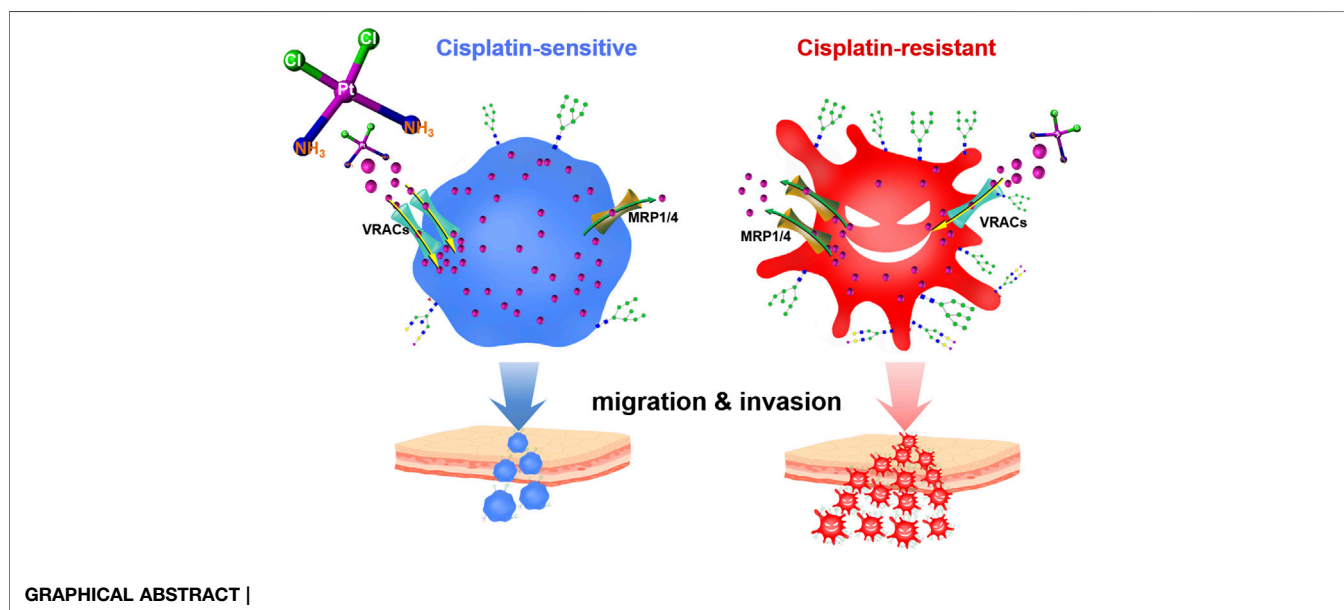 Cisplatin-sensitive
Cisplatin-resistant
Cl
Cl
Pt
NH3
NH3
VRACs
MRP1/4
MRP1/4
VRACs
migration & invasion
GRAPHICAL ABSTRACT |